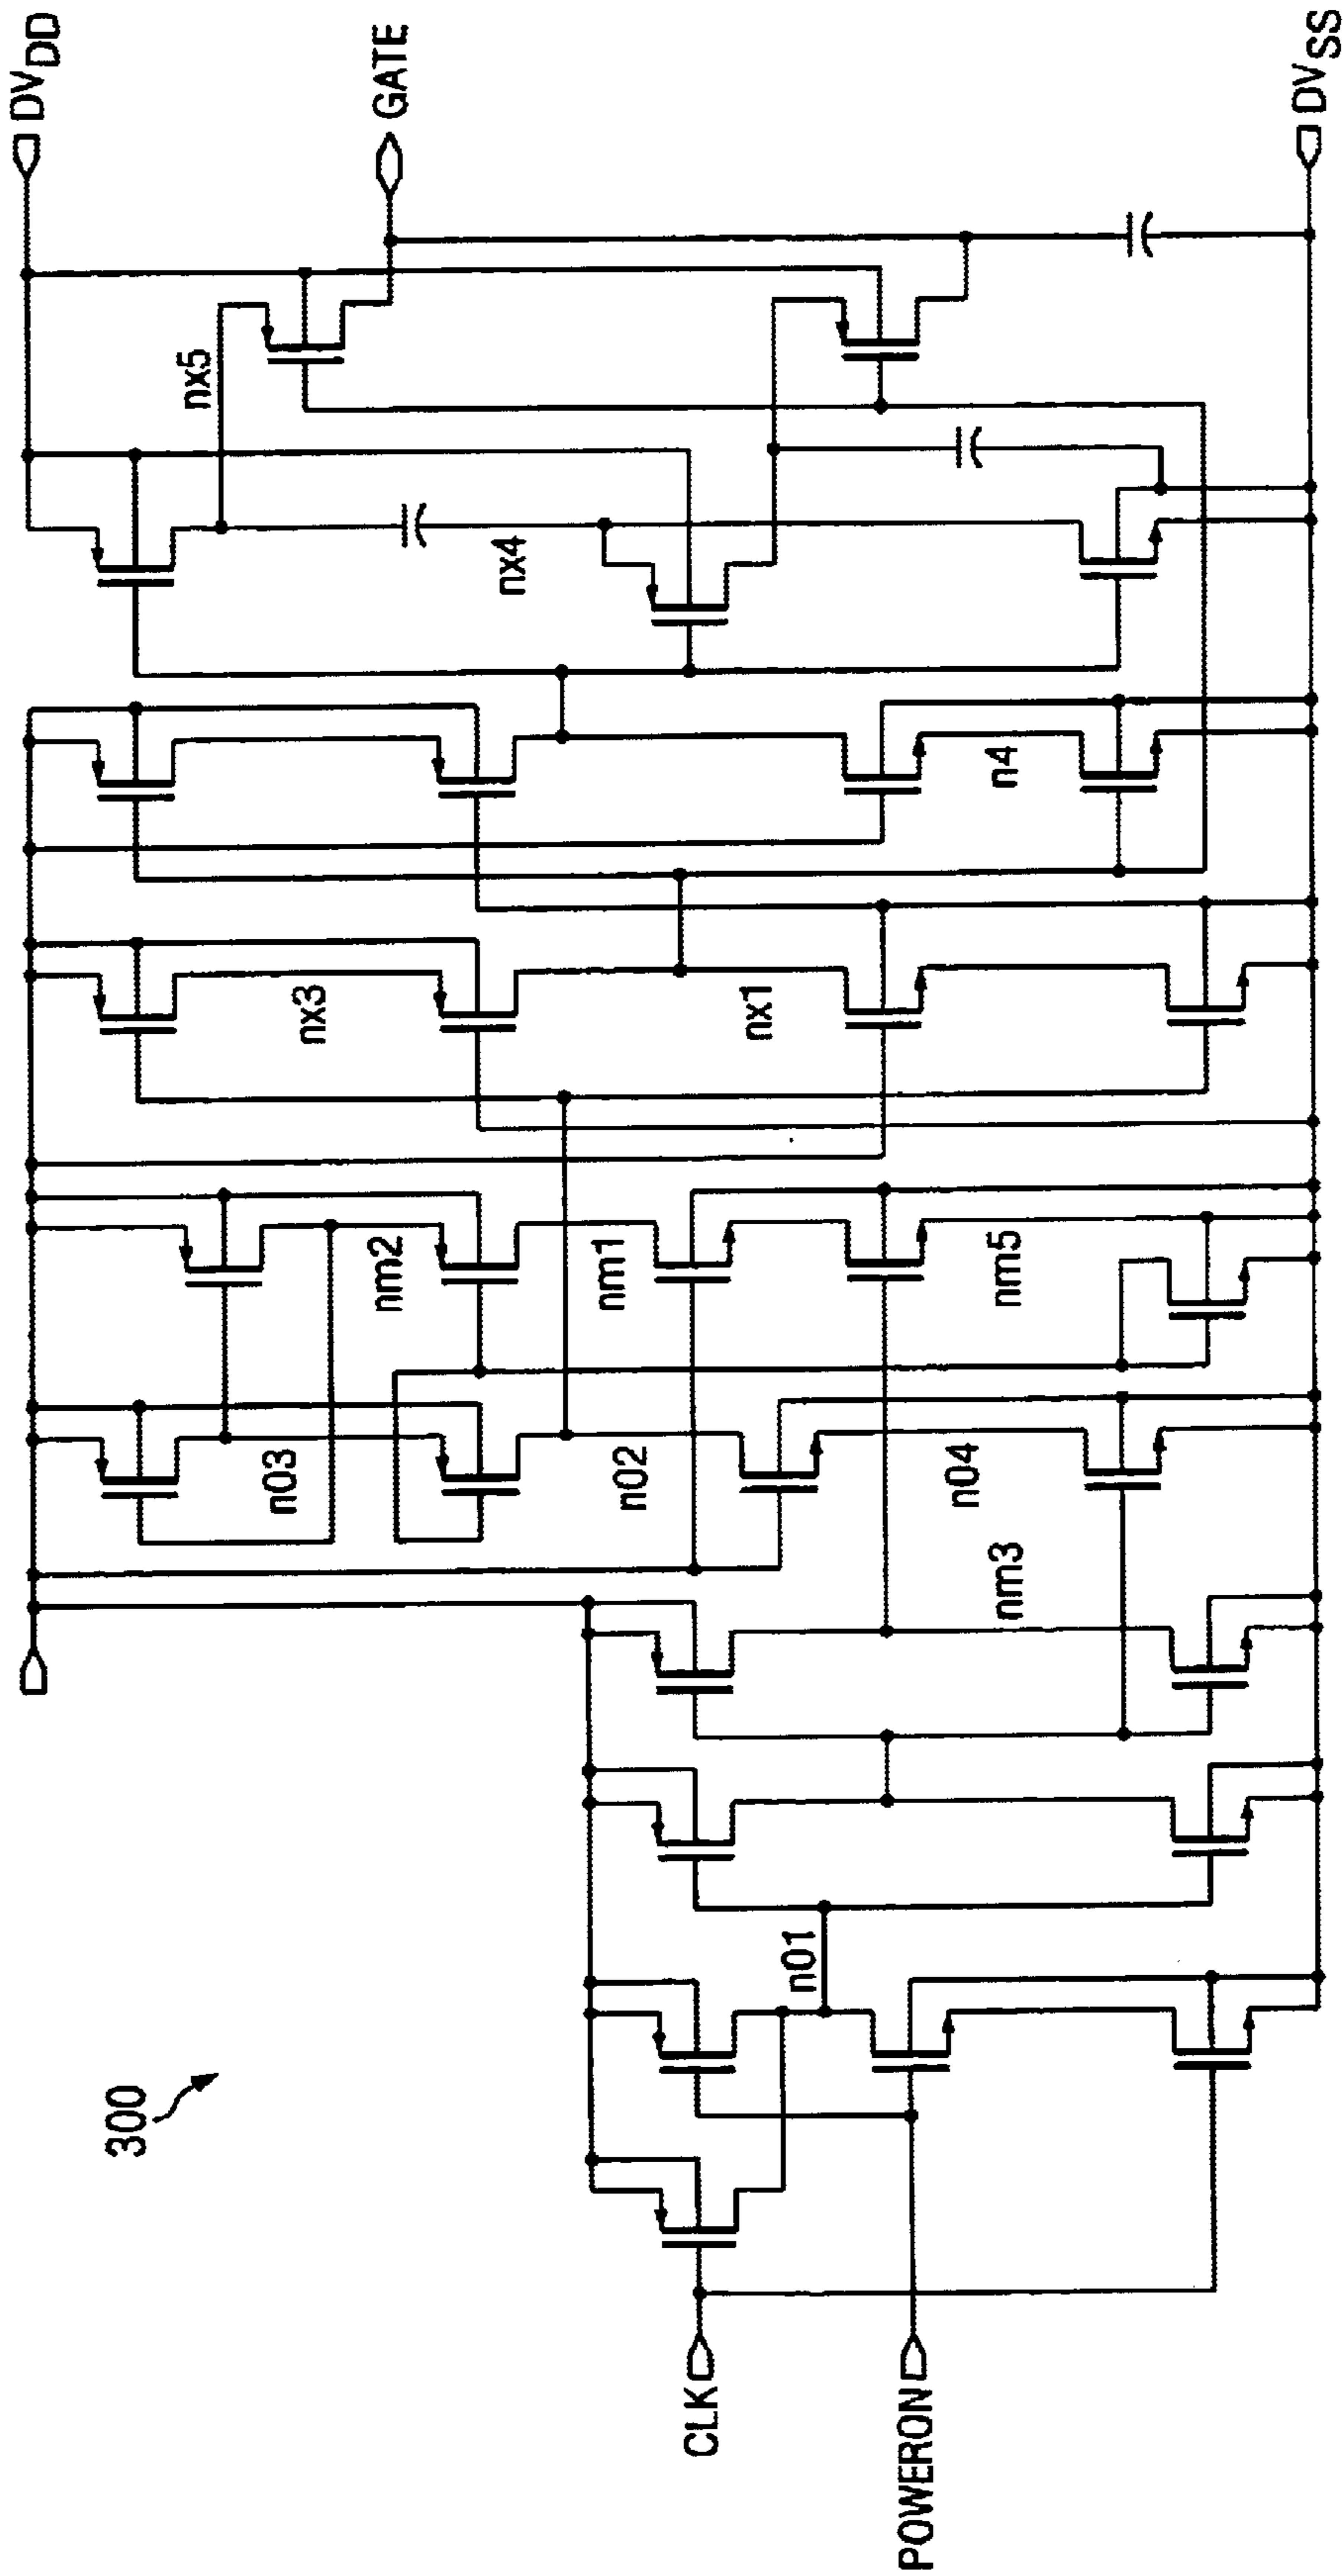 300
CLK
POWERON
n01
nm3
n03
n02
n04
nm2
nm1
nm5
nx3
nx1
n4
nx4
nx5
DVDD
GATE
DVSS